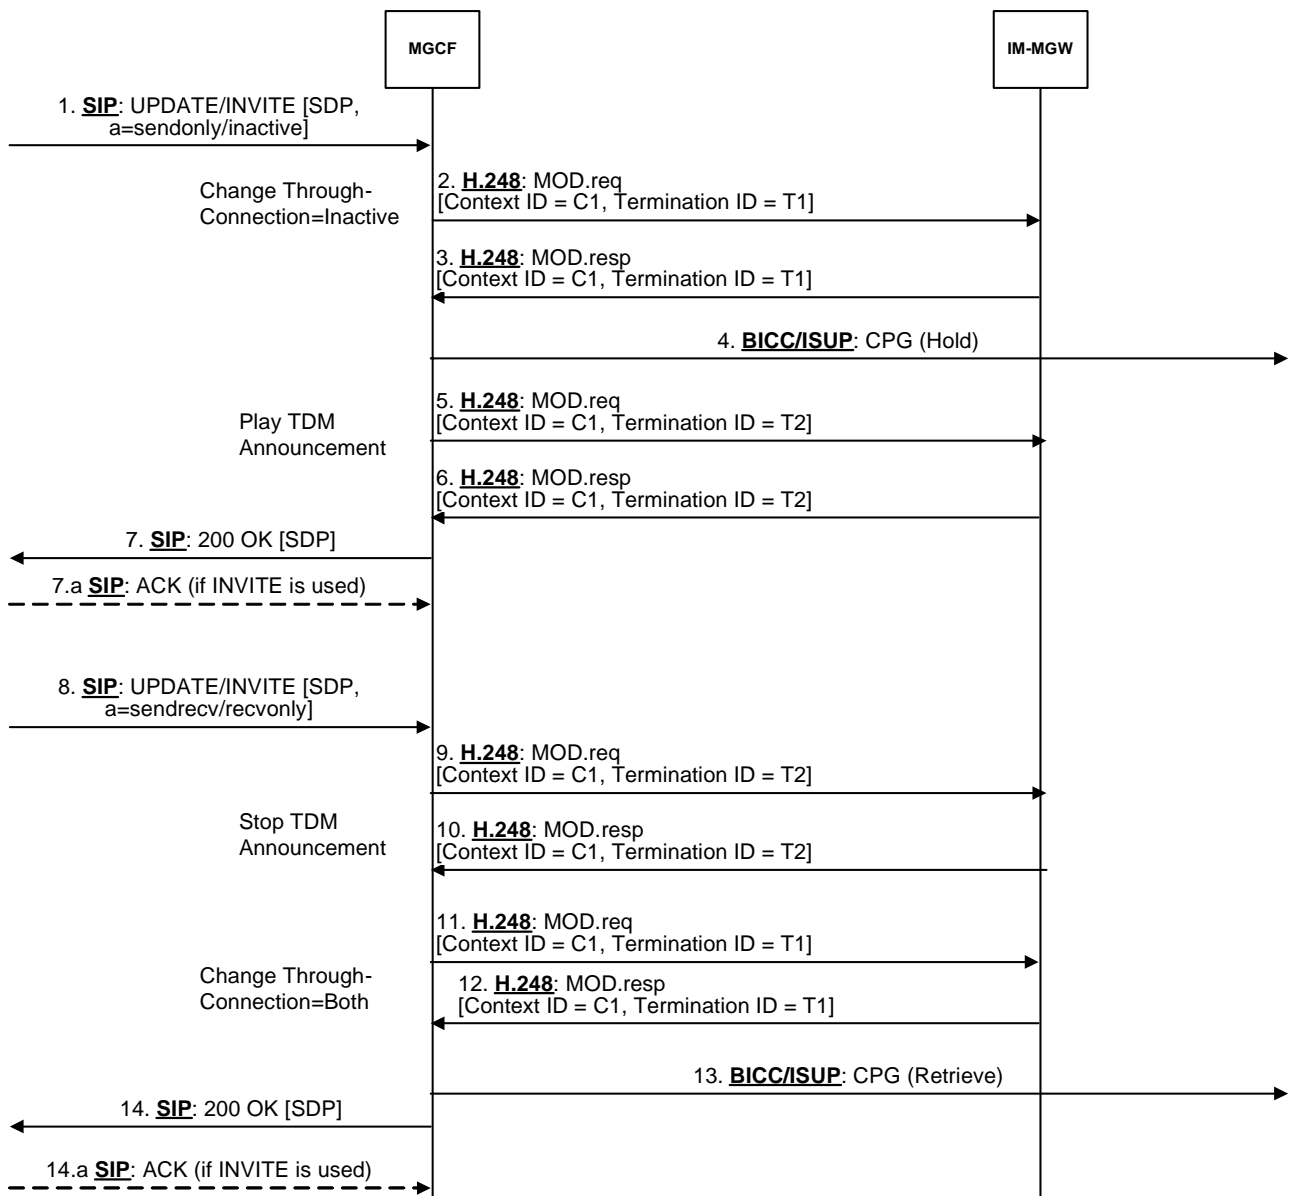 MGCF
IM-MGW
1. SIP: UPDATE/INVITE [SDP,
a=sendonly/inactive]
Change Through-
Connection=Inactive
2. H.248: MOD.req
[Context ID = C1, Termination ID = T1]
3. H.248: MOD.resp
[Context ID = C1, Termination ID = T1]
4. BICC/ISUP: CPG (Hold)
Play TDM
Announcement
5. H.248: MOD.req
[Context ID = C1, Termination ID = T2]
6. H.248: MOD.resp
[Context ID = C1, Termination ID = T2]
7. SIP: 200 OK [SDP]
7.a SIP: ACK (if INVITE is used)
8. SIP: UPDATE/INVITE [SDP,
a=sendrecv/recvonly]
9. H.248: MOD.req
[Context ID = C1, Termination ID = T2]
Stop TDM
Announcement
10. H.248: MOD.resp
[Context ID = C1, Termination ID = T2]
11. H.248: MOD.req
[Context ID = C1, Termination ID = T1]
Change Through-
Connection=Both
12. H.248: MOD.resp
[Context ID = C1, Termination ID = T1]
13. BICC/ISUP: CPG (Retrieve)
14. SIP: 200 OK [SDP]
14.a SIP: ACK (if INVITE is used)